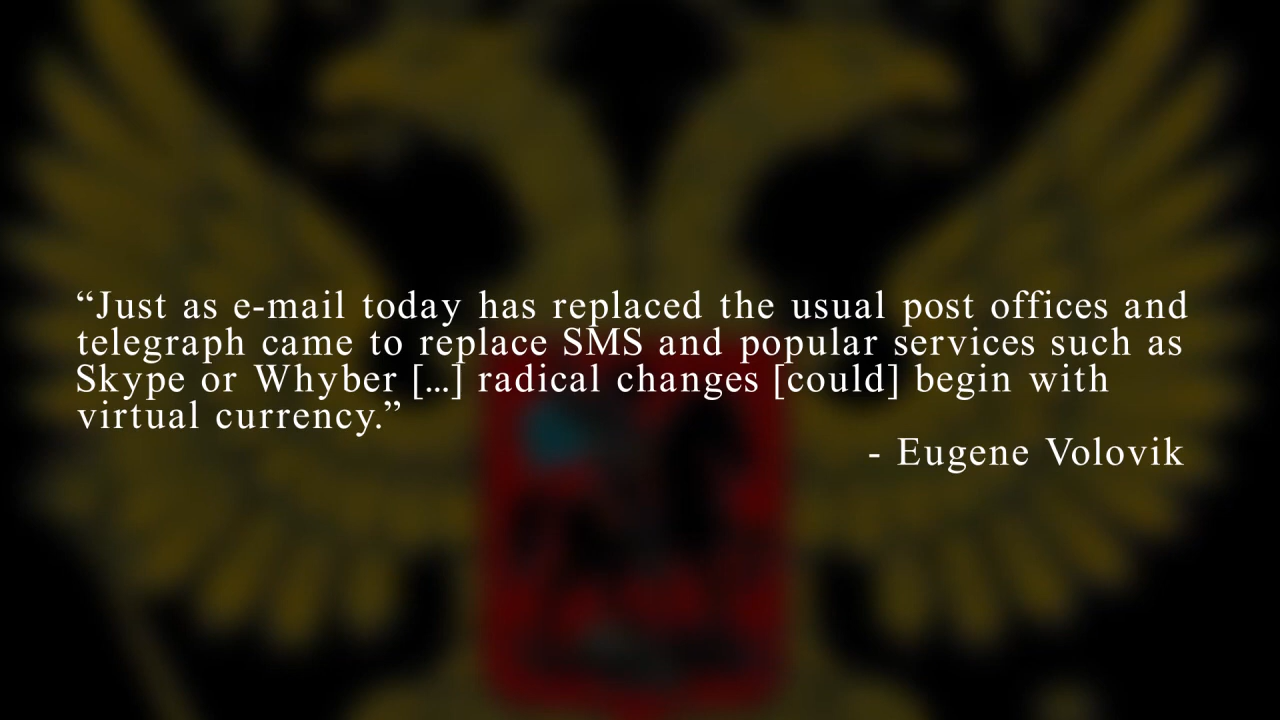 “Just as e-mail today has replaced the usual post offices and
telegraph came to replace SMS and popular services such as
Skype or Whyber [...] radical changes [could] begin with
virtual currency.”
- Eugene Volovik